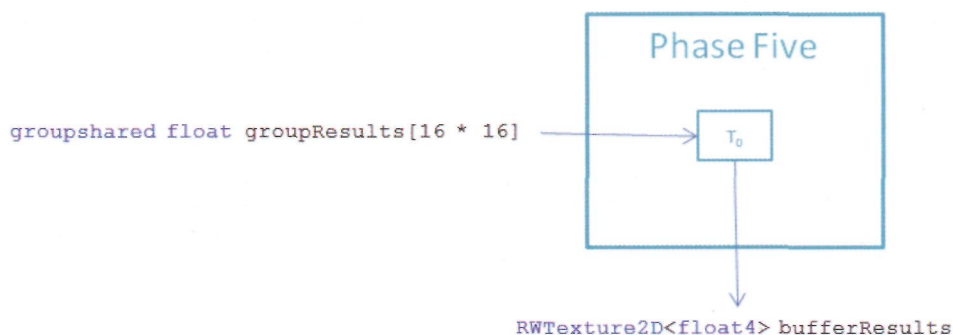 Phase Five
groupshared float groupResults[16 * 16]
T₀
RWTexture2D<float4> bufferResults